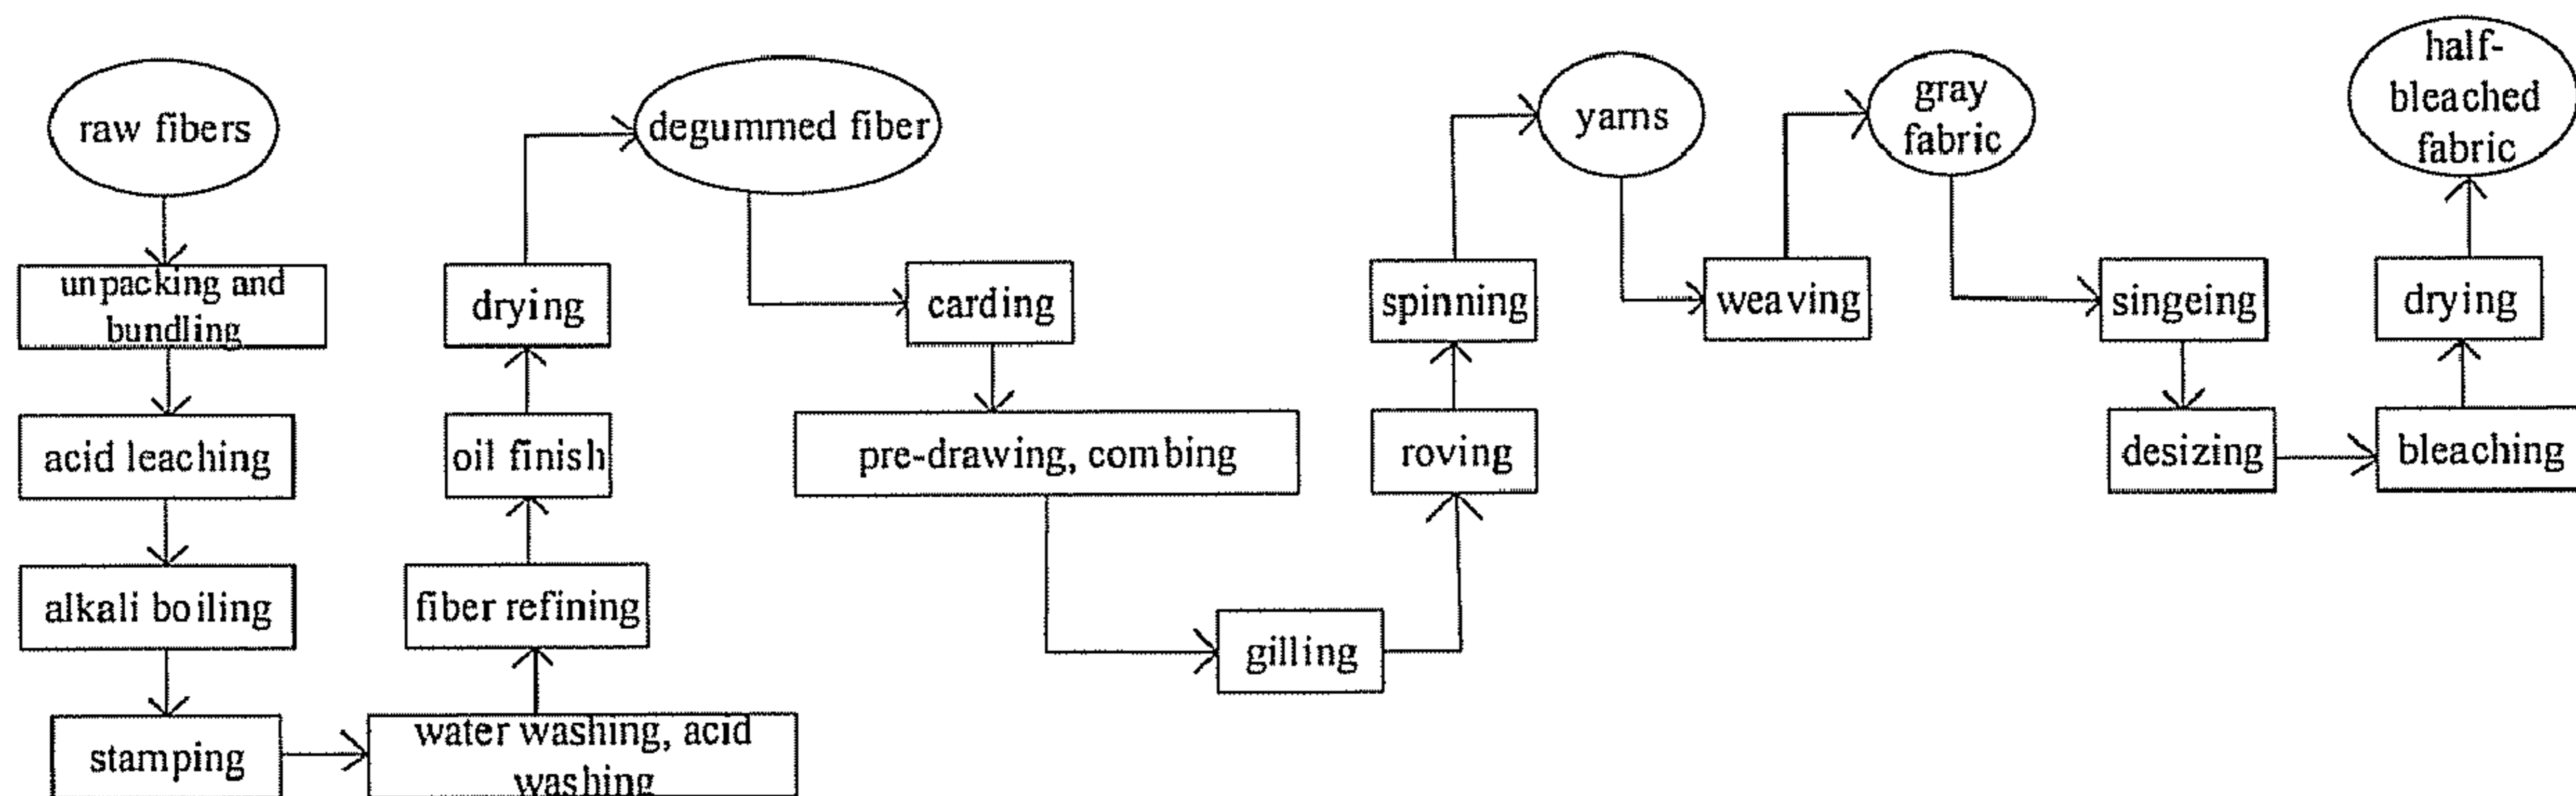 raw fibers
unpacking and
bundling
acid leaching
alkali boiling
stamping
water washing, acid
washing
fiber refining
oil finish
drying
degummed fiber
carding
pre-drawing, combing
gilling
roving
spinning
yarns
weaving
gray
fabric
singeing
desizing
bleaching
drying
half-
bleached
fabric